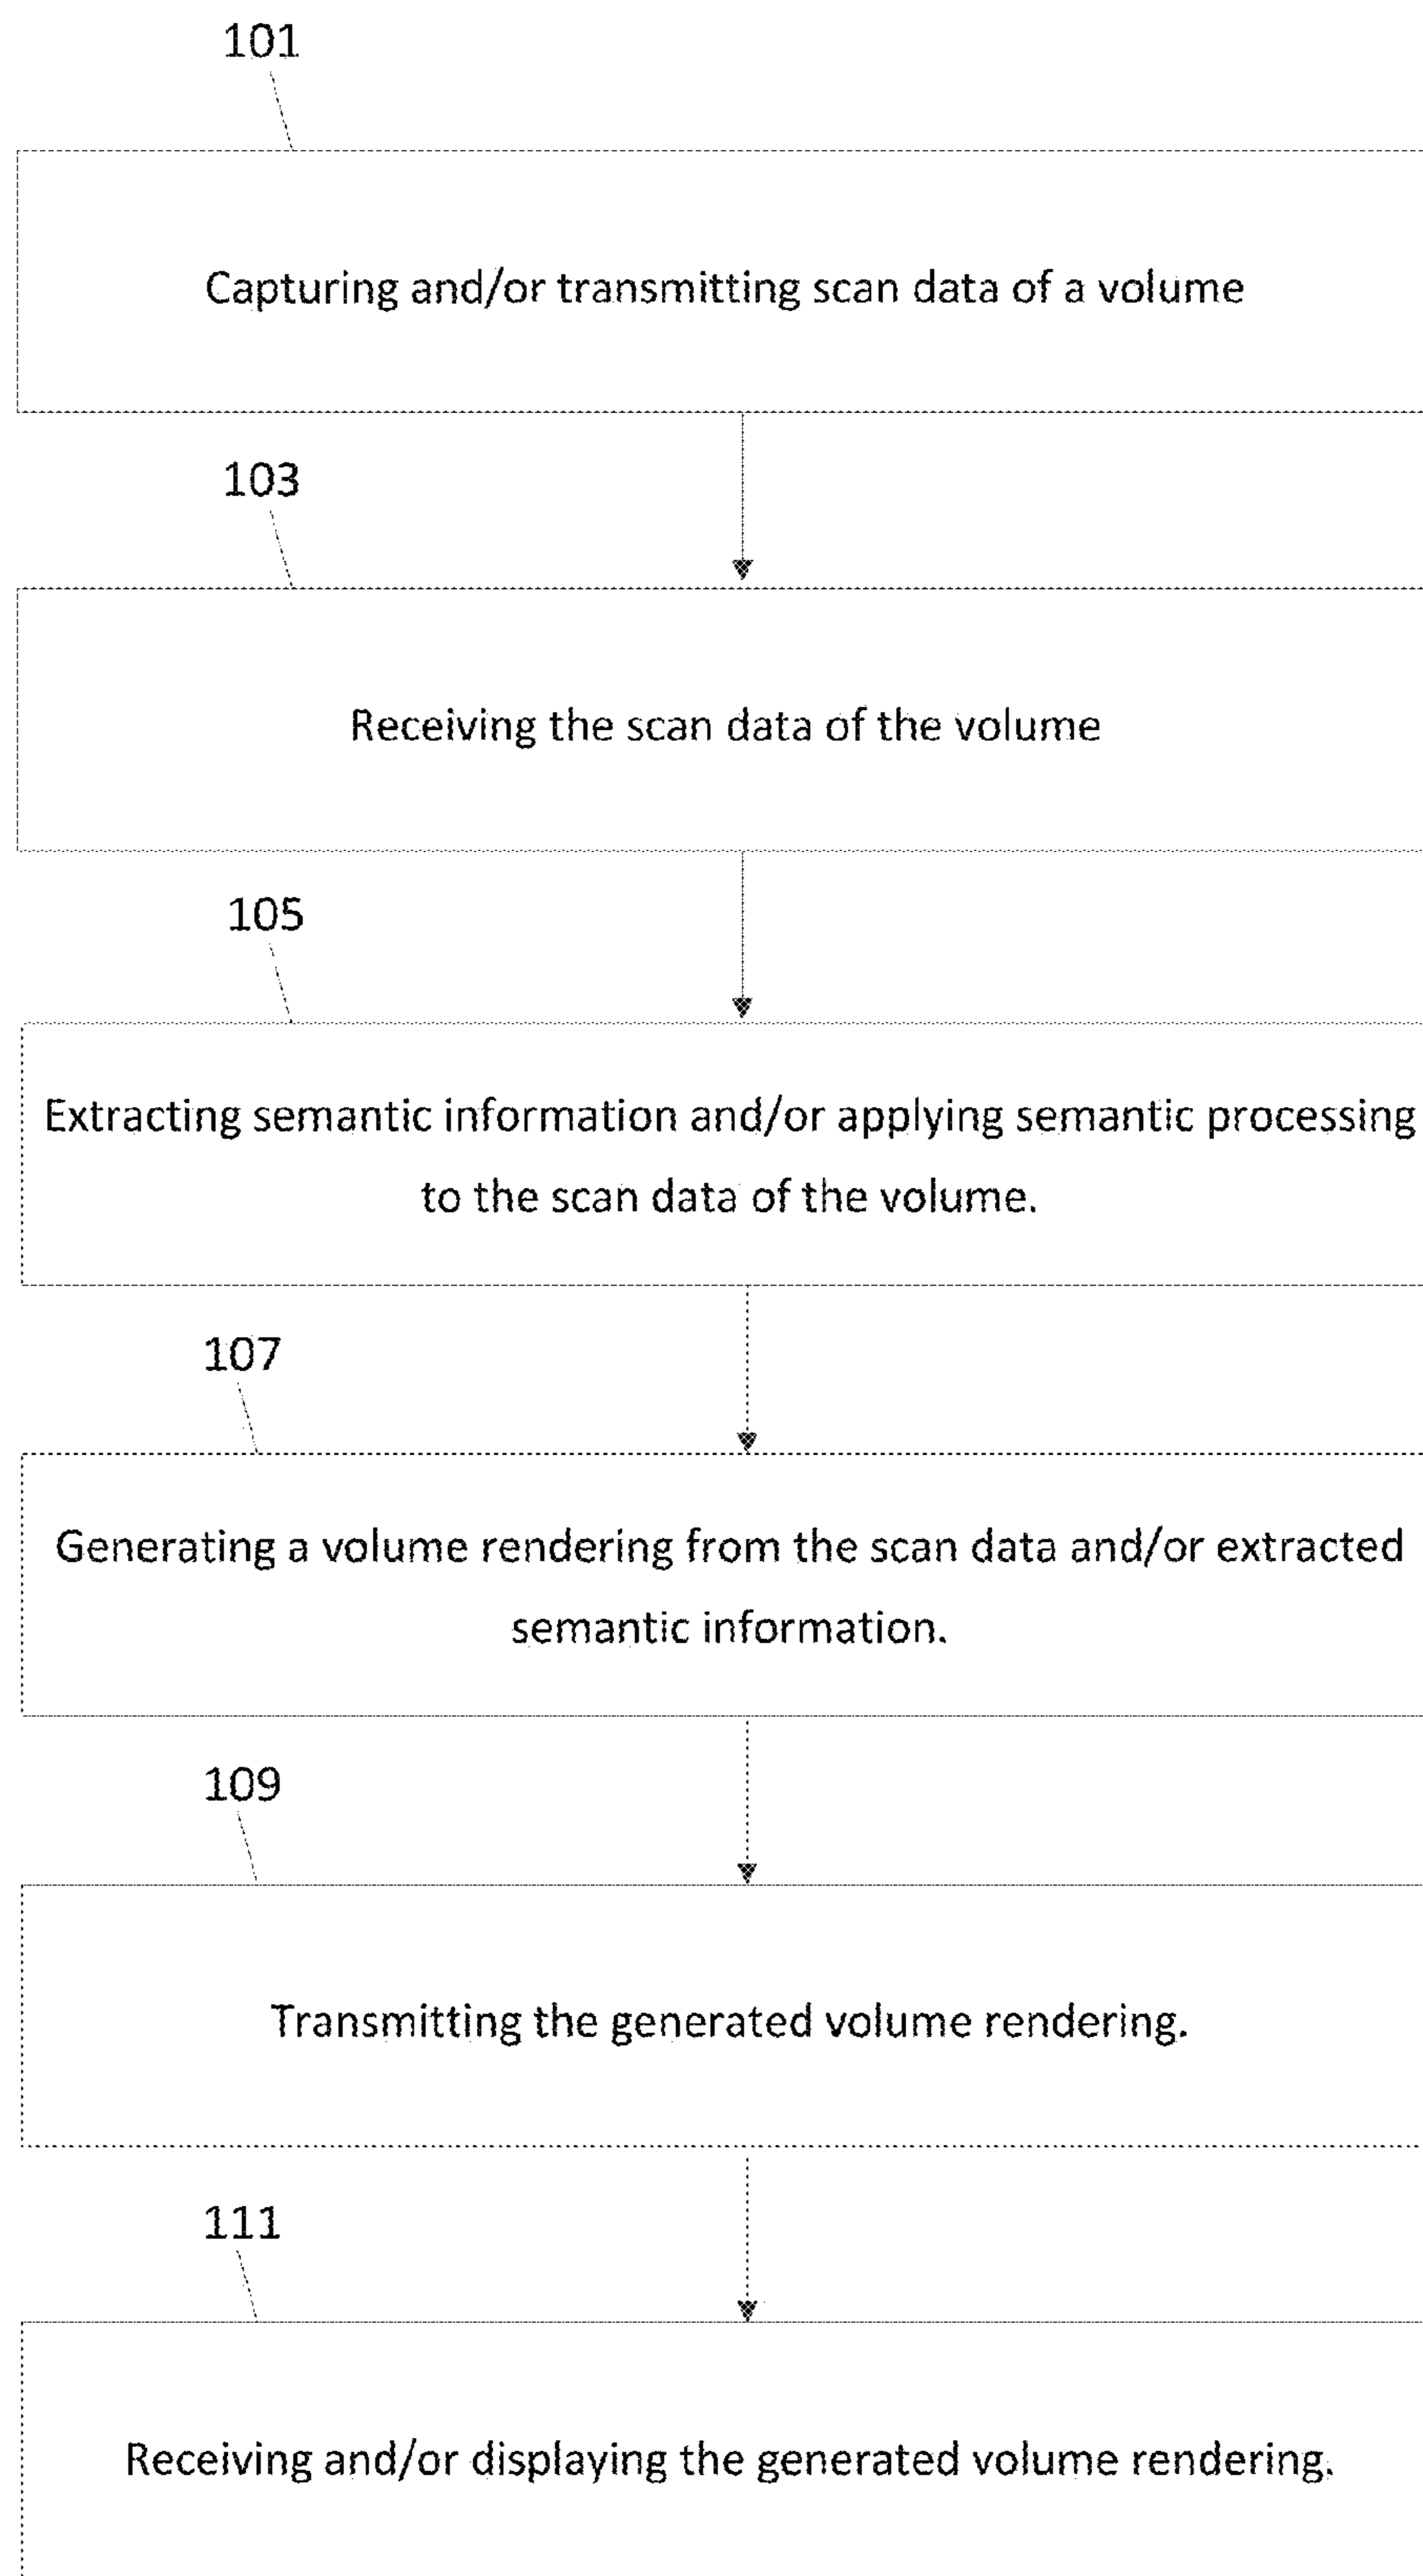 101
Capturing and/or transmitting scan data of a volume
103
Receiving the scan data of the volume
105
Extracting semantic information and/or applying semantic processing
to the scan data of the volume.
107
Generating a volume rendering from the scan data and/or extracted
semantic information.
109
Transmitting the generated volume rendering.
111
Receiving and/or displaying the generated volume rendering.